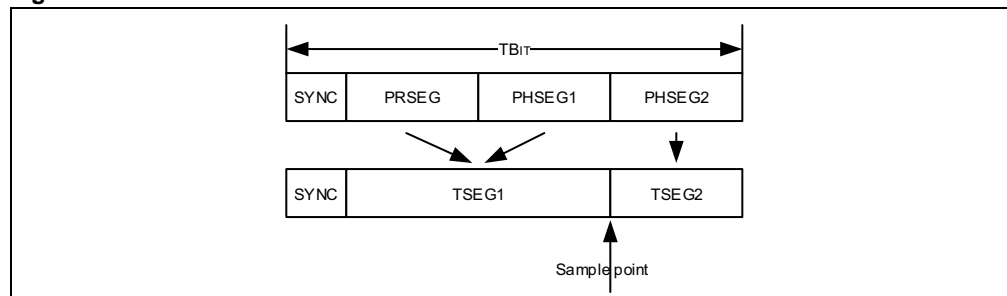 TBIT
SYNC PRSEG PHSEG1 PHSEG2
SYNC TSEG1 TSEG2
Sample point